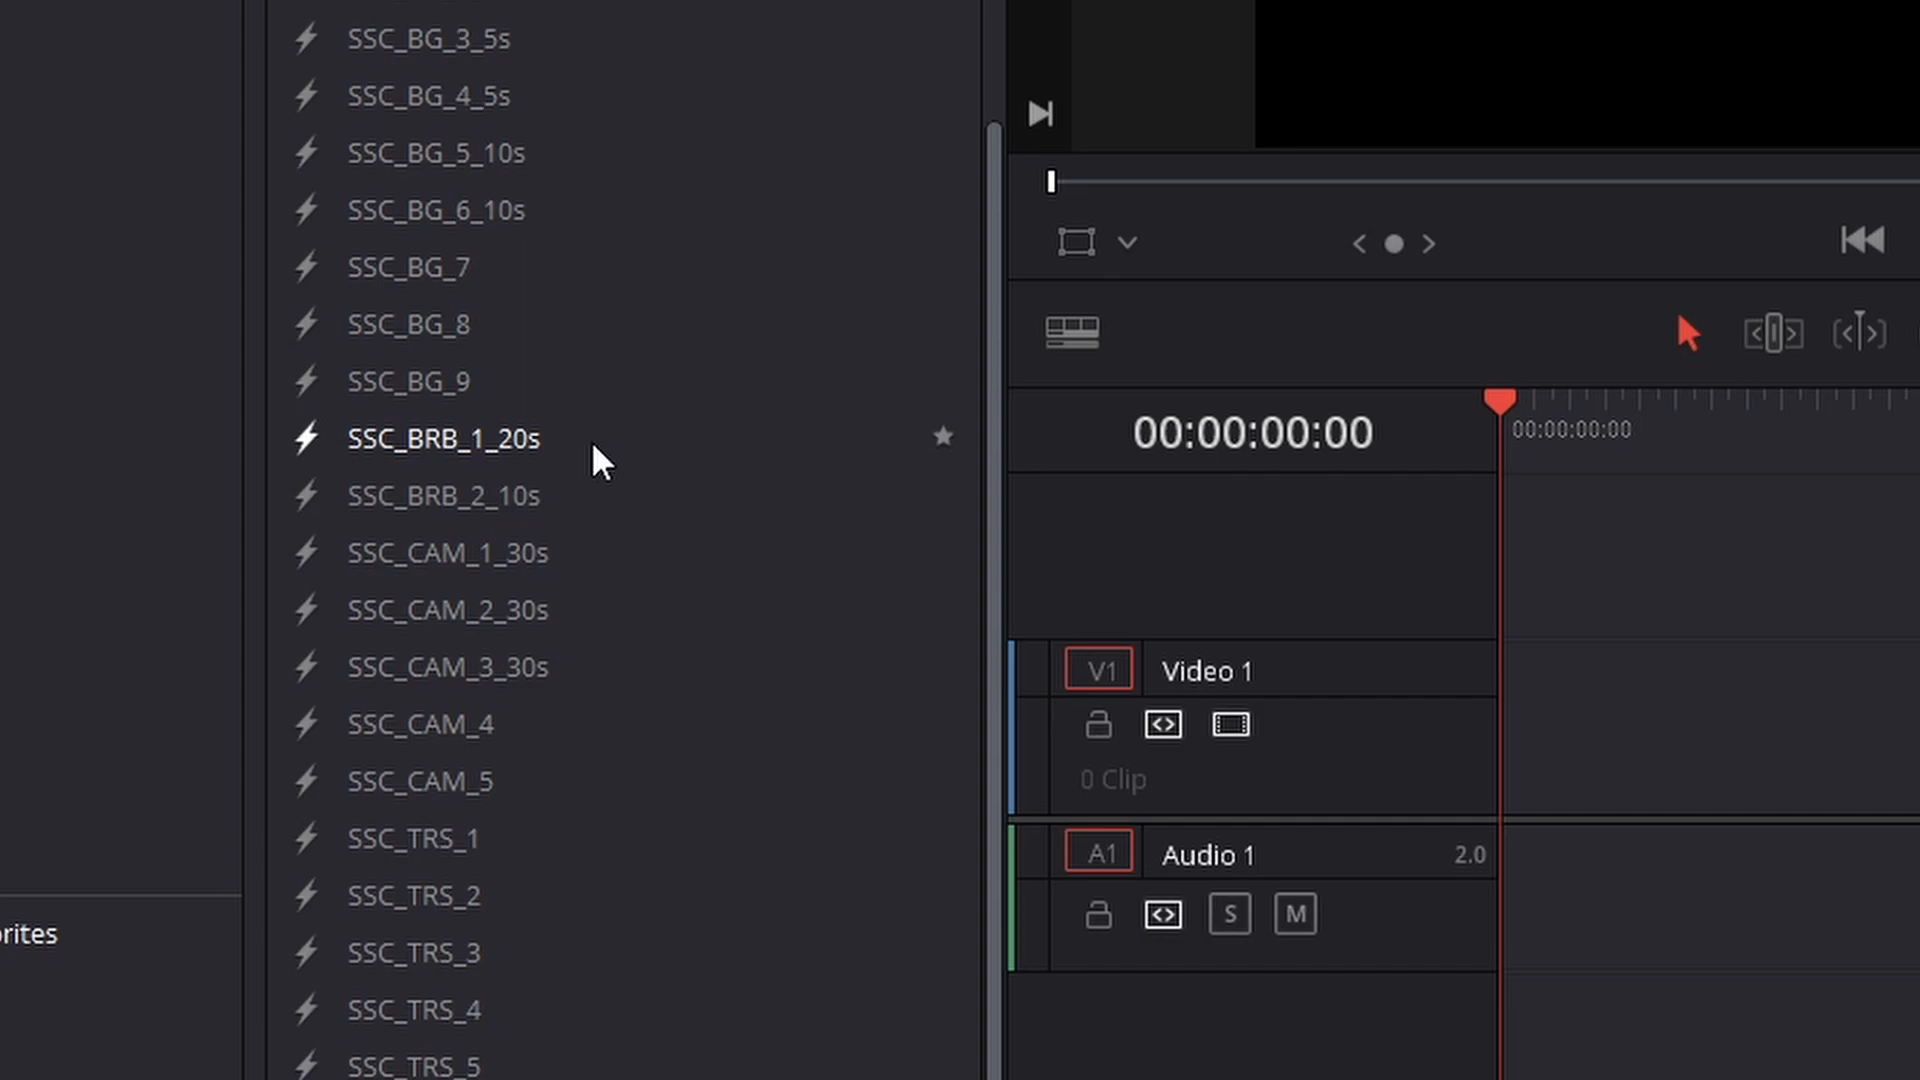 SSC_BG_3_5s
SSC_BG_4_5s
SSC_BG_5_10s
SSC_BG_6_10s
SSC_BG_7
SSC_BG_8
SSC_BG_9
SSC_BRB_1_20s
SSC_BRB_2_10s
SSC_CAM_1_30s
SSC_CAM_2_30s
SSC_CAM_3_30s
SSC_CAM_4
SSC_CAM_5
SSC_TRS_1
SSC_TRS_2
SSC_TRS_3
SSC_TRS_4
SSC_TRS_5
rites
00:00:00:00
00:00:00:00
V1 Video 1
0 Clip
A1 Audio 1 2.0
S M